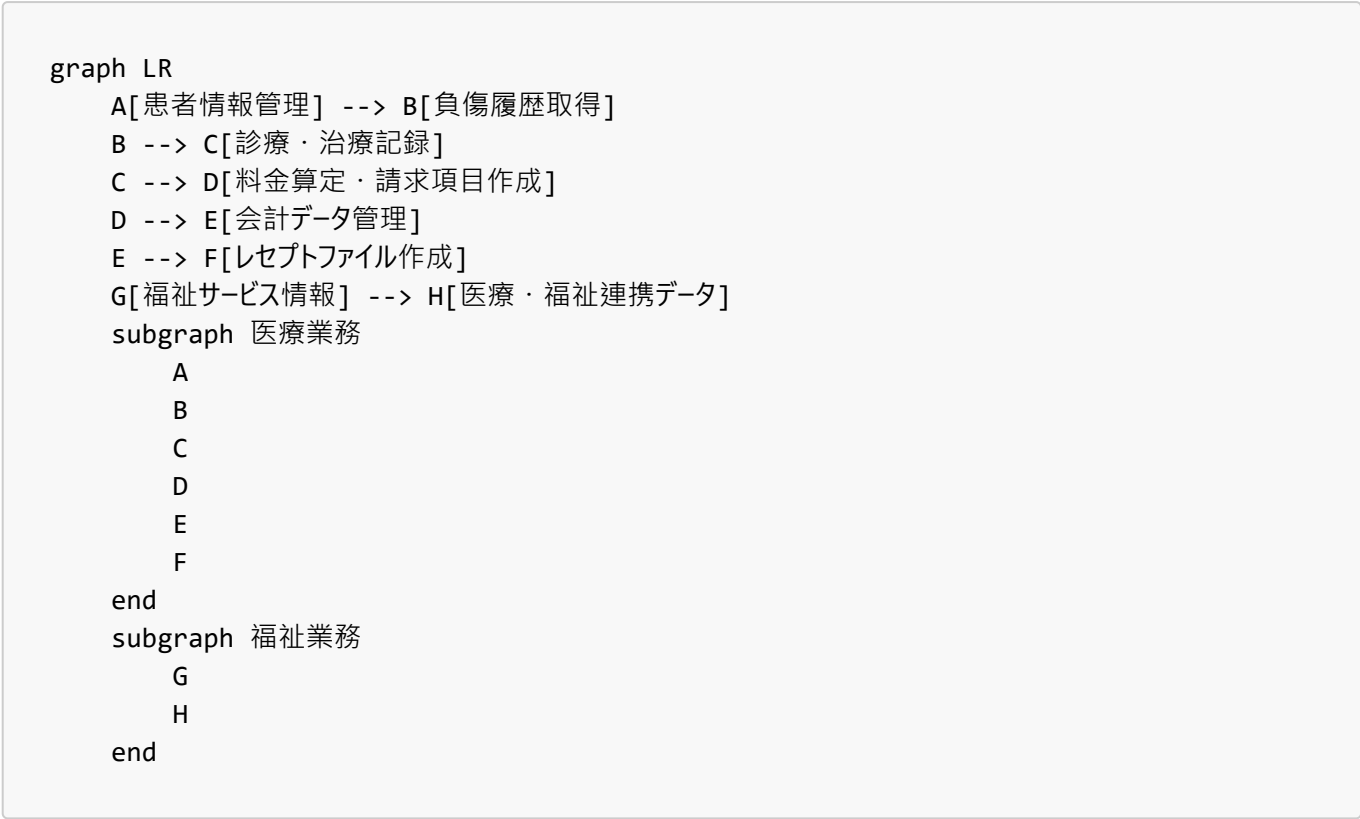 graph LR
    A[患者情報管理] --> B[負傷履歴取得]
    B --> C[診療・治療記録]
    C --> D[料金算定・請求項目作成]
    D --> E[会計データ管理]
    E --> F[レセプトファイル作成]
    G[福祉サービス情報] --> H[医療・福祉連携データ]
    subgraph 医療業務
        A
        B
        C
        D
        E
        F
    end
    subgraph 福祉業務
        G
        H
    end